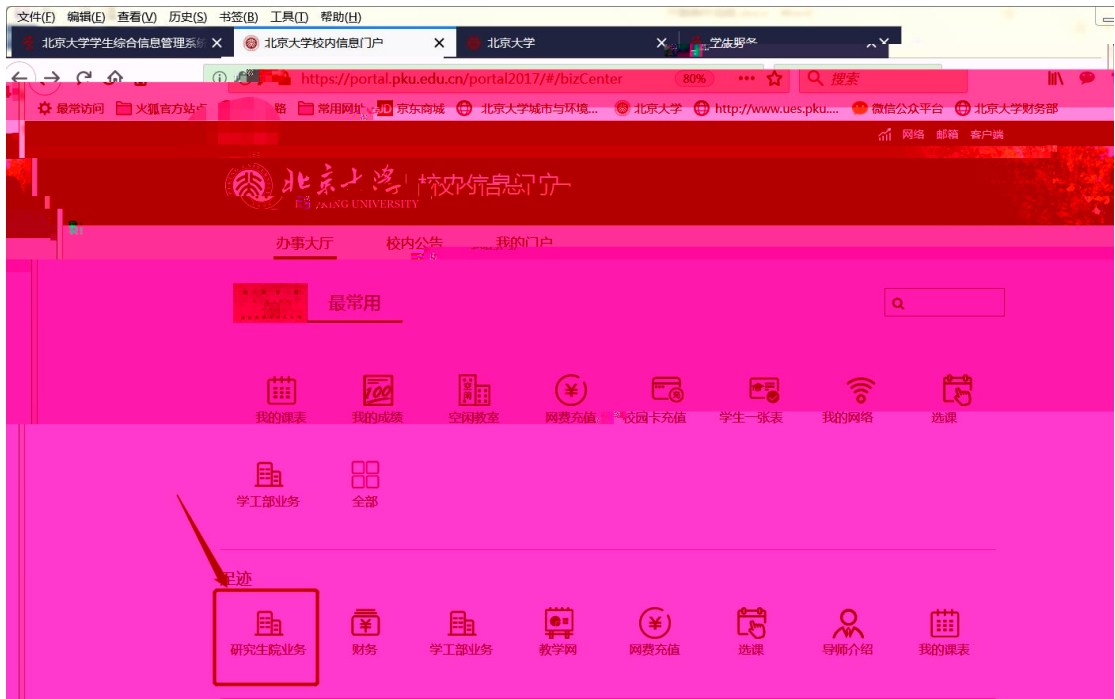 文件(F) 编辑(E) 查看(V) 历史(S) 书签(B) 工具(T) 帮助(H)
北京大学学生综合信息管理系统 北京大学校内信息门户 北京大学
https://portal.pku.edu.cn/portal2017/#/bizCenter 80% 搜索
最常访问 火狐官方站点 常用网址 JD 京东商城 北京大学城市与环境... 北京大学 http://www.ues.pku.... 微信公众平台 北京大学财务部
网络 邮箱 客户端
北京大学 校内信息门户
PEKING UNIVERSITY
办事大厅 校内公告 我的门户
最常用
我的课表 我的成绩 空闲教室 网费充值 校园卡充值 学生一张表 我的网络 选课
学工部业务 全部
足迹
研究生院业务 财务 学工部业务 教学网 网费充值 选课 导师介绍 我的课表